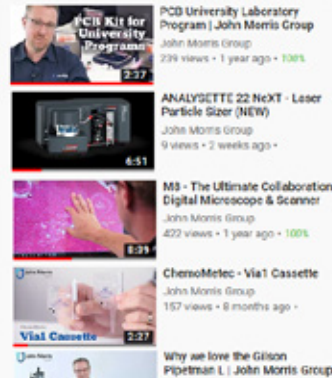 PCB Kit for
University
Programs
2:37
PCB University Laboratory
Program | John Morris Group
John Morris Group
239 views • 1 year ago • 100%
6:51
ANALYSETTE 22 NeXT - Laser
Particle Sizer (NEW)
John Morris Group
9 views • 2 weeks ago •
8:39
M8 - The Ultimate Collaboration
Digital Microscope & Scanner
John Morris Group
422 views • 1 year ago • 100%
Via1 Cassette
2:27
ChemoMetec - Via1 Cassette
John Morris Group
157 views • 8 months ago •
Why we love the Gilson
Pipetman L | John Morris Group